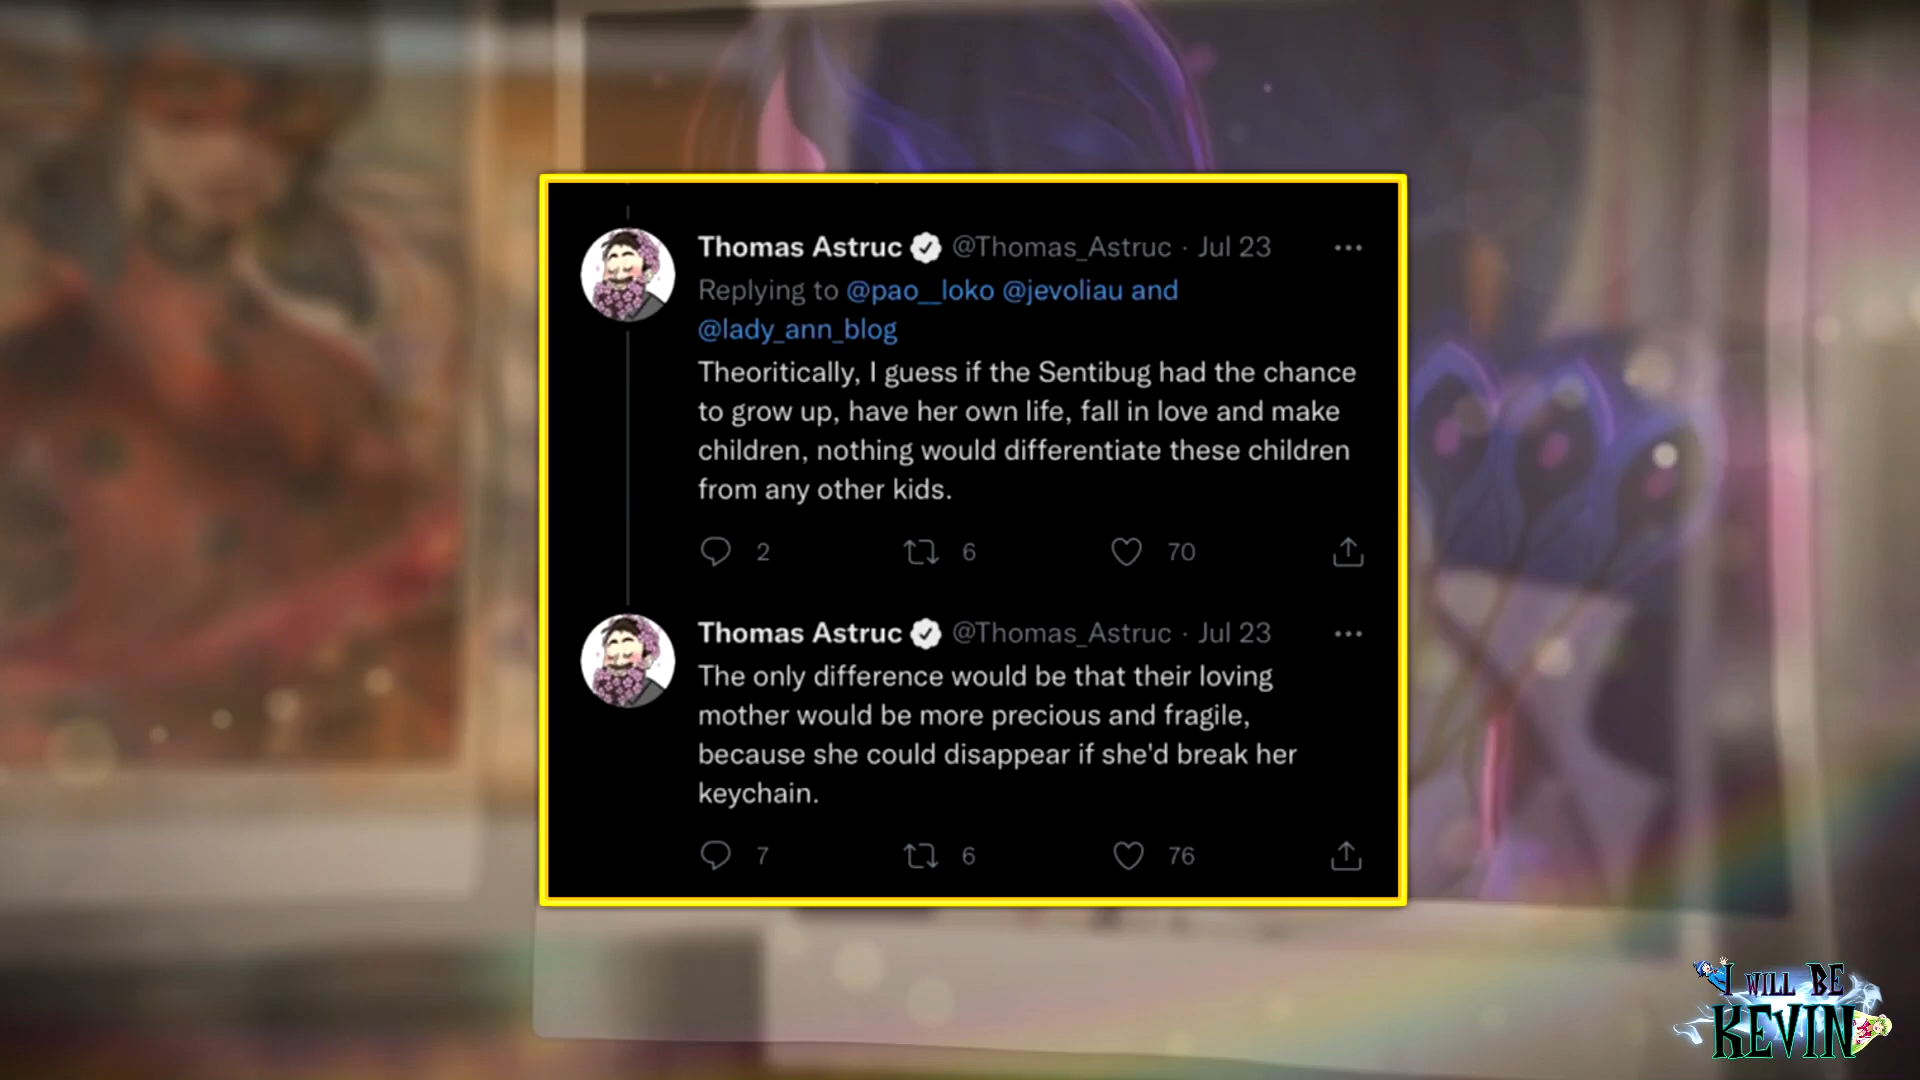 Thomas Astruc @Thomas_Astruc · Jul 23
Replying to @pao__loko @jevoliau and
@lady_ann_blog
Theoritically, I guess if the Sentibug had the chance
to grow up, have her own life, fall in love and make
children, nothing would differentiate these children
from any other kids.
2 6 70
Thomas Astruc @Thomas_Astruc · Jul 23
The only difference would be that their loving
mother would be more precious and fragile,
because she could disappear if she'd break her
keychain.
7 6 76
I WILL BE
KEVIN